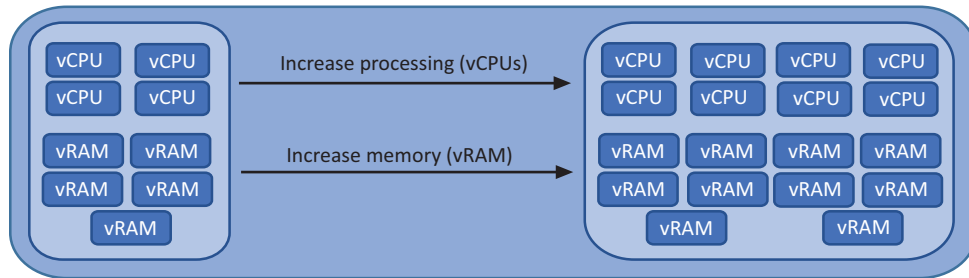 vCPU vCPU
vCPU vCPU
vRAM vRAM
vRAM vRAM
vRAM
Increase processing (vCPUs)
Increase memory (vRAM)
vCPU vCPU vCPU vCPU
vCPU vCPU vCPU vCPU
vRAM vRAM vRAM vRAM
vRAM vRAM vRAM vRAM
vRAM vRAM